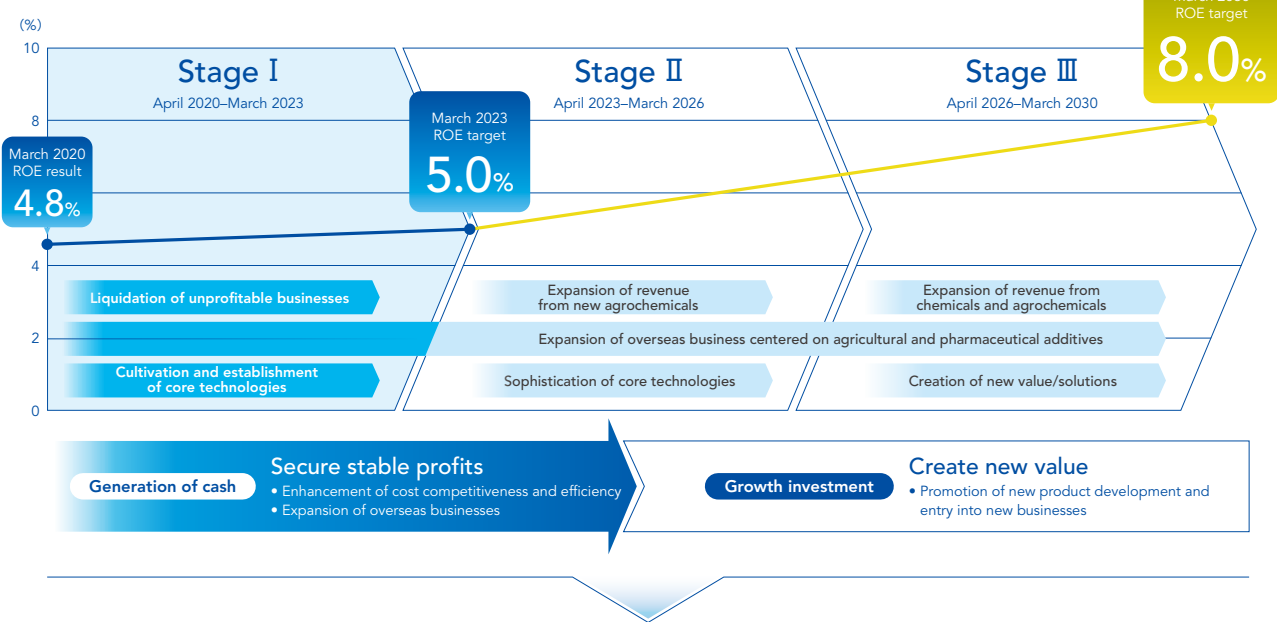 (%)
10
8
4
2
0
Stage Ⅰ
April 2020–March 2023
Stage Ⅱ
April 2023–March 2026
Stage Ⅲ
April 2026–March 2030
March 2020
ROE result
4.8%
March 2023
ROE target
5.0%
ROE target
8.0%
Liquidation of unprofitable businesses
Expansion of revenue
from new agrochemicals
Expansion of revenue from
chemicals and agrochemicals
Expansion of overseas business centered on agricultural and pharmaceutical additives
Cultivation and establishment
of core technologies
Sophistication of core technologies
Creation of new value/solutions
Generation of cash
Secure stable profits
• Enhancement of cost competitiveness and efficiency
• Expansion of overseas businesses
Growth investment
Create new value
• Promotion of new product development and
entry into new businesses